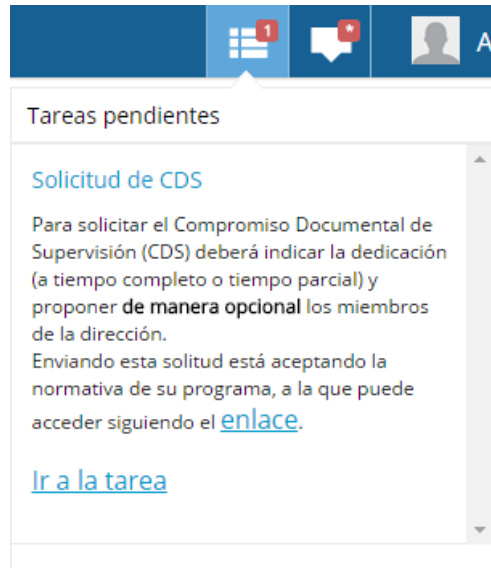 1
*
A
Tareas pendientes
Solicitud de CDS
Para solicitar el Compromiso Documental de
Supervisión (CDS) deberá indicar la dedicación
(a tiempo completo o tiempo parcial) y
proponer de manera opcional los miembros
de la dirección.
Enviando esta solitud está aceptando la
normativa de su programa, a la que puede
acceder siguiendo el enlace.
Ir a la tarea